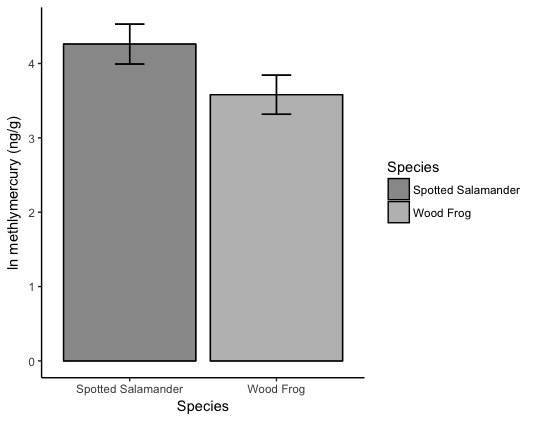 ln methlymercury (ng/g)
4
3
2
1
0
Spotted Salamander
Wood Frog
Species
Species
Spotted Salamander
Wood Frog